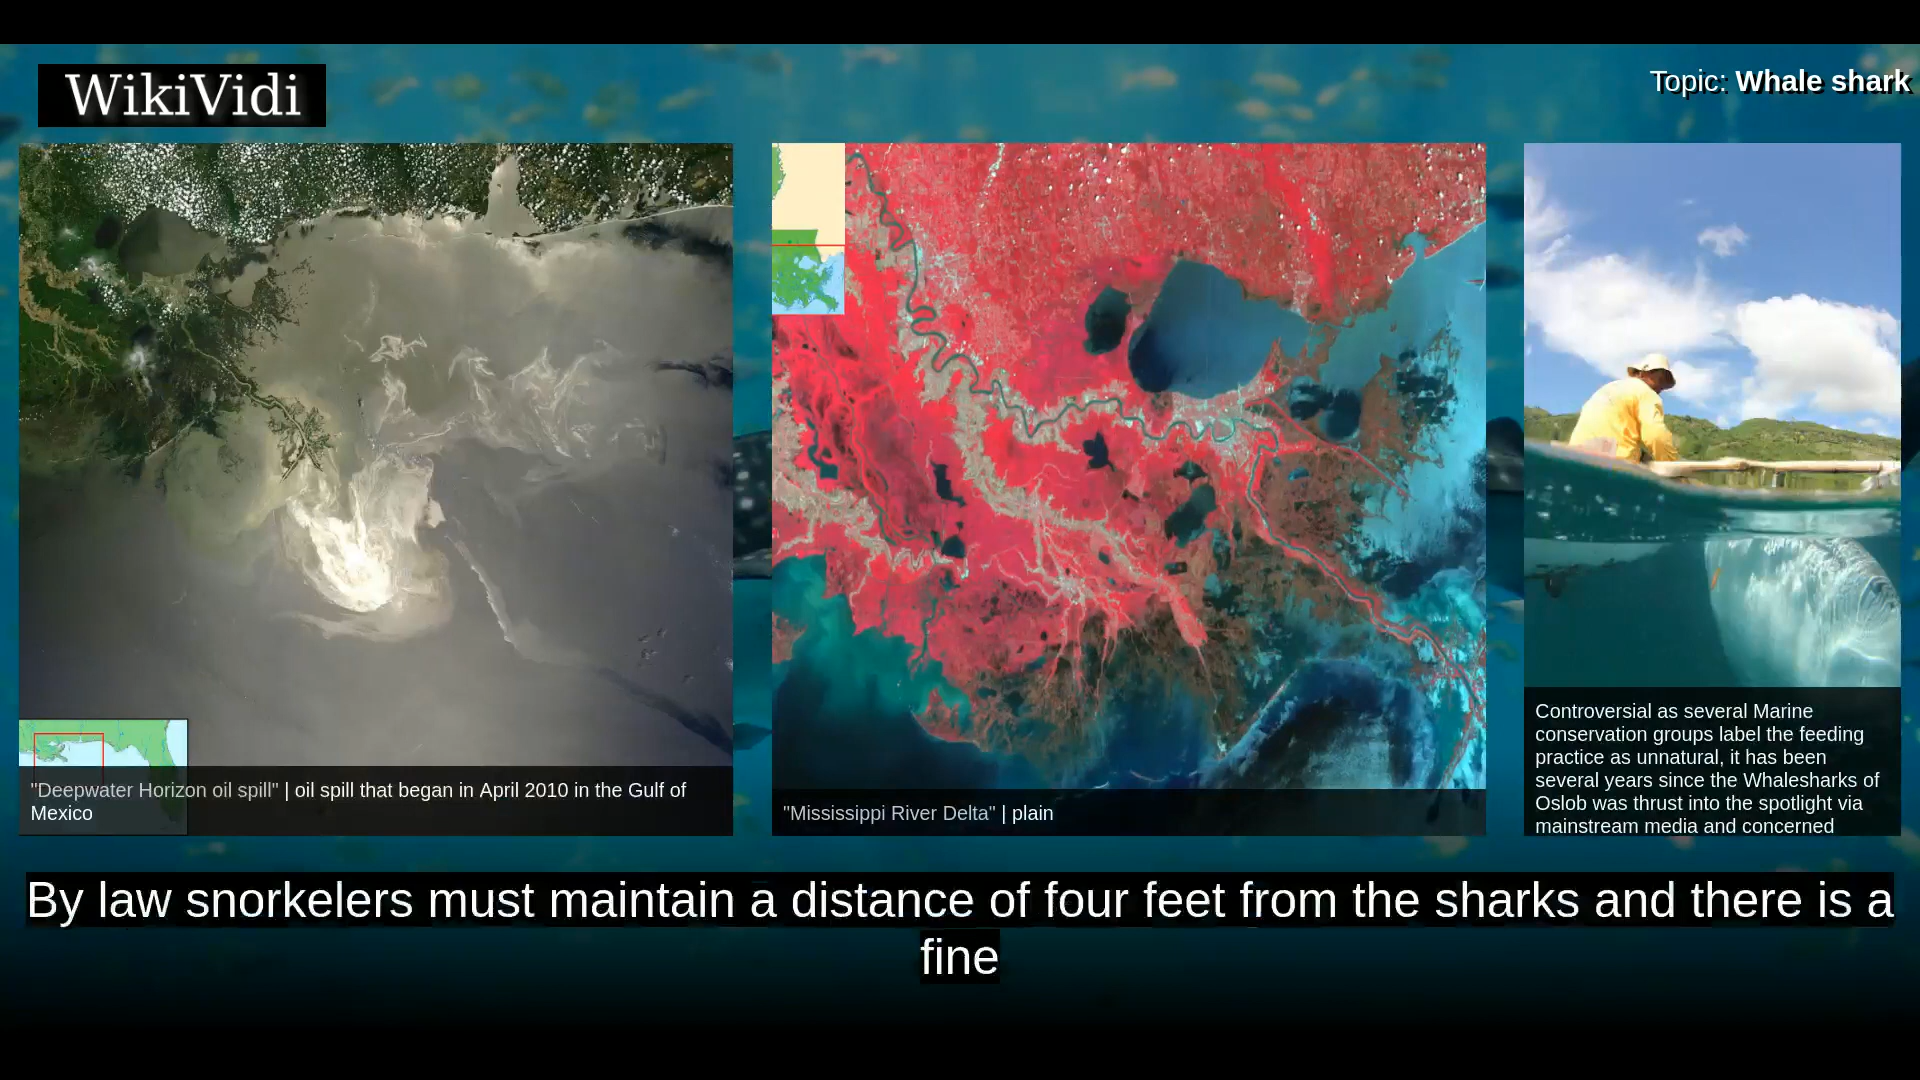 WikiVidi
Topic: Whale shark
"Deepwater Horizon oil spill" | oil spill that began in April 2010 in the Gulf of
Mexico
"Mississippi River Delta" | plain
Controversial as several Marine
conservation groups label the feeding
practice as unnatural, it has been
several years since the Whalesharks of
Oslob was thrust into the spotlight via
mainstream media and concerned
By law snorkelers must maintain a distance of four feet from the sharks and there is a
fine